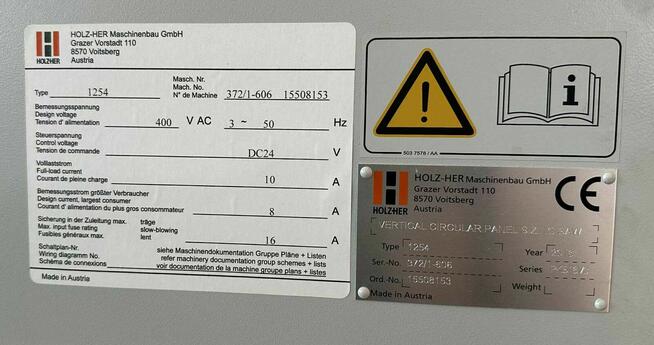 HOLZHER
HOLZ-HER Maschinenbau GmbH
Grazer Vorstadt 110
8570 Voitsberg
Austria
Type 1254
Masch. Nr.
Mach. No.
N° de Machine 372/1-606 15508153
Bemessungsspannung
Design voltage
Tension d' alimentation 400 V AC 3 ~ 50 Hz
Steuerspannung
Control voltage
Tension de commande DC24 V
Volllaststrom
Full-load current
Courant de pleine charge 10 A
Bemessungsstrom größter Verbraucher
Design current, largest consumer
Courant d' alimentation du plus gros consommateur 8 A
Sicherung in der Zuleitung max. träge
Max. input fuse rating slow-blowing
Fusibles généraux max. lent 16 A
Schaltplan-Nr. siehe Maschinendokumentation Gruppe Pläne + Listen
Wiring diagramm No. refer machinery documentation group schemes + lists
Schéma de connexions voir documentation de la machine groupe plans + listes
Made in Austria
i
503 7578 / AA
HOLZHER
HOLZ-HER Maschinenbau GmbH
Grazer Vorstadt 110
8570 Voitsberg
Austria
CE
VERTICAL CIRCULAR PANEL SAW
Type 1254 Year
Ser.-No. 372/1-606 Series
Ord.-No. 15508153 Weight
Made in Austria